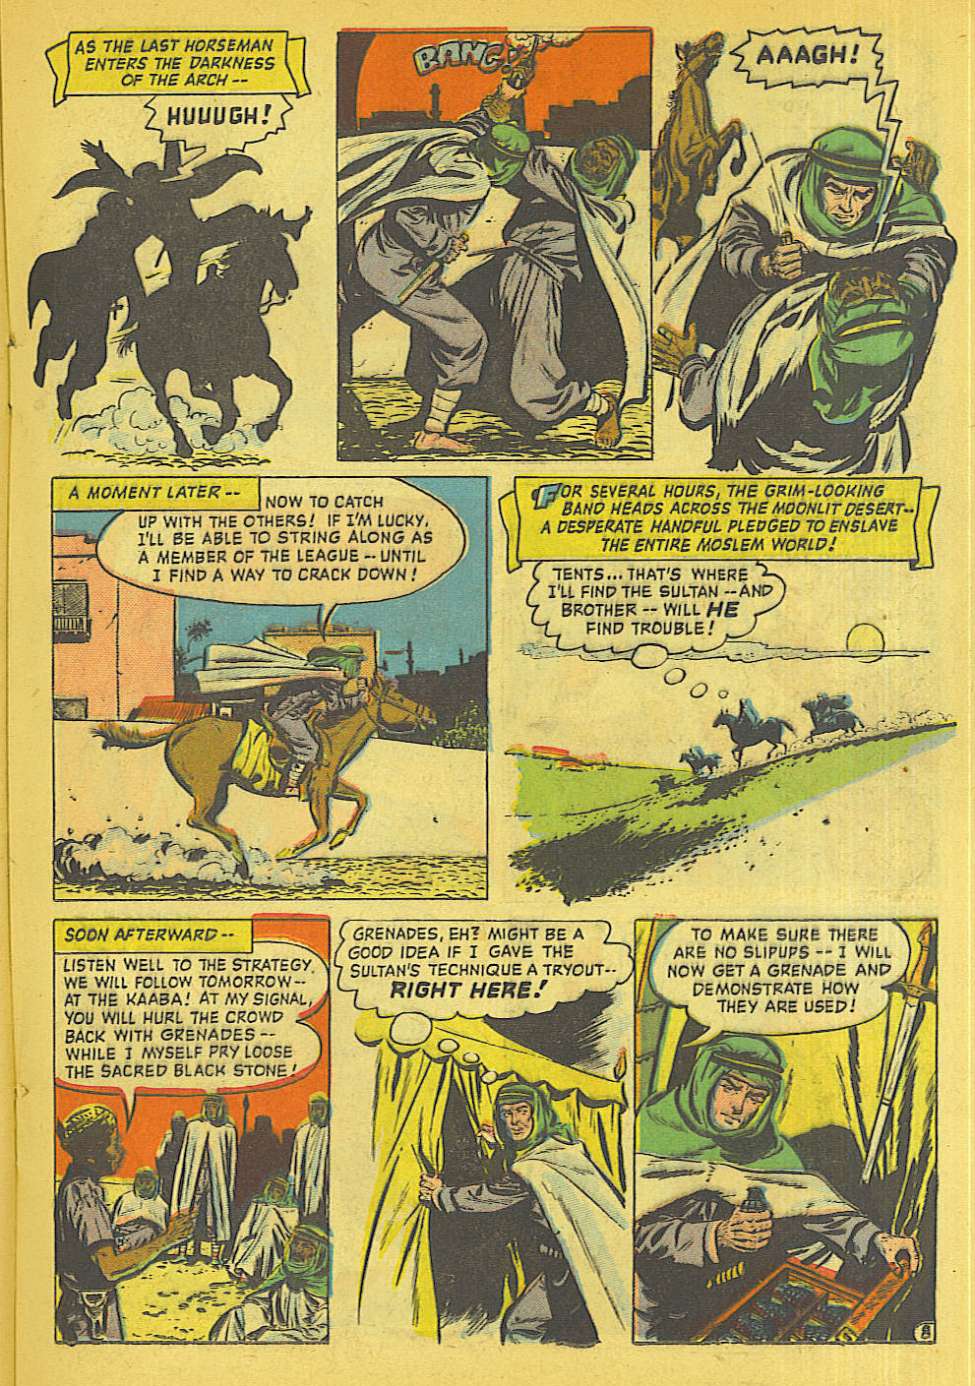 AS THE LAST HORSEMAN
ENTERS THE DARKNESS
OF THE ARCH --
HUUUGH!
BANG!
AAAGH!
A MOMENT LATER --
NOW TO CATCH
UP WITH THE OTHERS! IF I'M LUCKY,
I'LL BE ABLE TO STRING ALONG AS
A MEMBER OF THE LEAGUE -- UNTIL
I FIND A WAY TO CRACK DOWN!
FOR SEVERAL HOURS, THE GRIM-LOOKING
BAND HEADS ACROSS THE MOONLIT DESERT--
A DESPERATE HANDFUL PLEDGED TO ENSLAVE
THE ENTIRE MOSLEM WORLD!
TENTS... THAT'S WHERE
I'LL FIND THE SULTAN --AND
BROTHER -- WILL HE
FIND TROUBLE!
SOON AFTERWARD --
LISTEN WELL TO THE STRATEGY
WE WILL FOLLOW TOMORROW--
AT THE KAABA! AT MY SIGNAL,
YOU WILL HURL THE CROWD
BACK WITH GRENADES --
WHILE I MYSELF PRY LOOSE
THE SACRED BLACK STONE!
GRENADES, EH? MIGHT BE A
GOOD IDEA IF I GAVE THE
SULTAN'S TECHNIQUE A TRYOUT--
RIGHT HERE!
TO MAKE SURE THERE
ARE NO SLIPUPS -- I WILL
NOW GET A GRENADE AND
DEMONSTRATE HOW
THEY ARE USED!
8